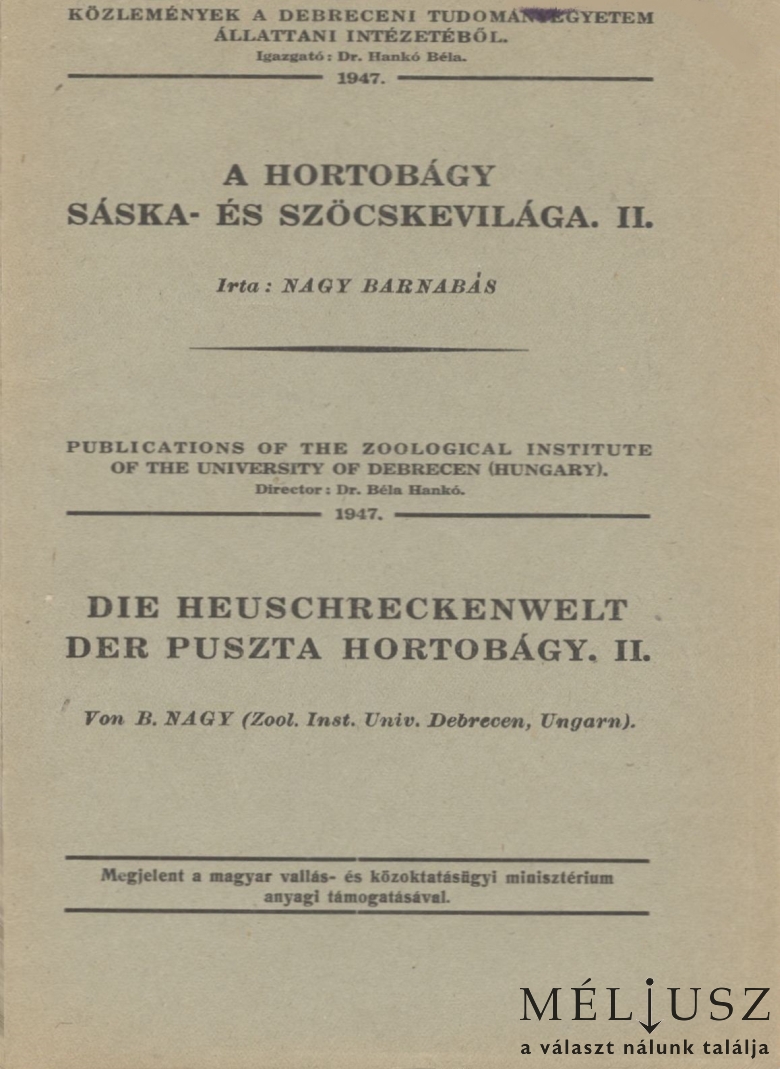 KÖZLEMÉNYEK A DEBRECENI TUDOMÁNYEGYETEM
ÁLLATTANI INTÉZETÉBŐL.
Igazgató: Dr. Hankó Béla.
1947.
A HORTOBÁGY
SÁSKA- ÉS SZÖCSKEVILÁGA. II.
Irta: NAGY BARNABÁS
PUBLICATIONS OF THE ZOOLOGICAL INSTITUTE
OF THE UNIVERSITY OF DEBRECEN (HUNGARY).
Director: Dr. Béla Hankó.
1947.
DIE HEUSCHRECKENWELT
DER PUSZTA HORTOBÁGY. II.
Von B. NAGY (Zool. Inst. Univ. Debrecen, Ungarn).
Megjelent a magyar vallás- és közoktatásügyi minisztérium
anyagi támogatásával.
MÉLIUSZ
a választ nálunk találja